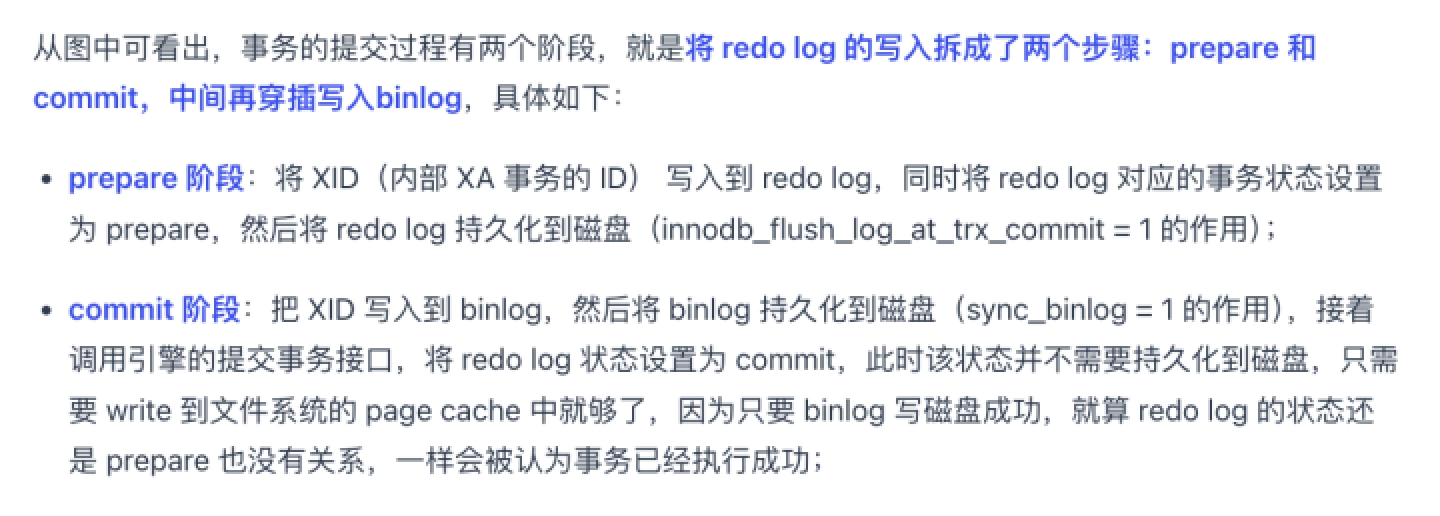 从图中可看出，事务的提交过程有两个阶段，就是将 redo log 的写入拆成了两个步骤：prepare 和
commit，中间再穿插写入binlog，具体如下：
• prepare 阶段：将 XID（内部 XA 事务的 ID） 写入到 redo log，同时将 redo log 对应的事务状态设置
为 prepare，然后将 redo log 持久化到磁盘（innodb_flush_log_at_trx_commit = 1 的作用）；
• commit 阶段：把 XID 写入到 binlog，然后将 binlog 持久化到磁盘（sync_binlog = 1 的作用），接着
调用引擎的提交事务接口，将 redo log 状态设置为 commit，此时该状态并不需要持久化到磁盘，只需
要 write 到文件系统的 page cache 中就够了，因为只要 binlog 写磁盘成功，就算 redo log 的状态还
是 prepare 也没有关系，一样会被认为事务已经执行成功；